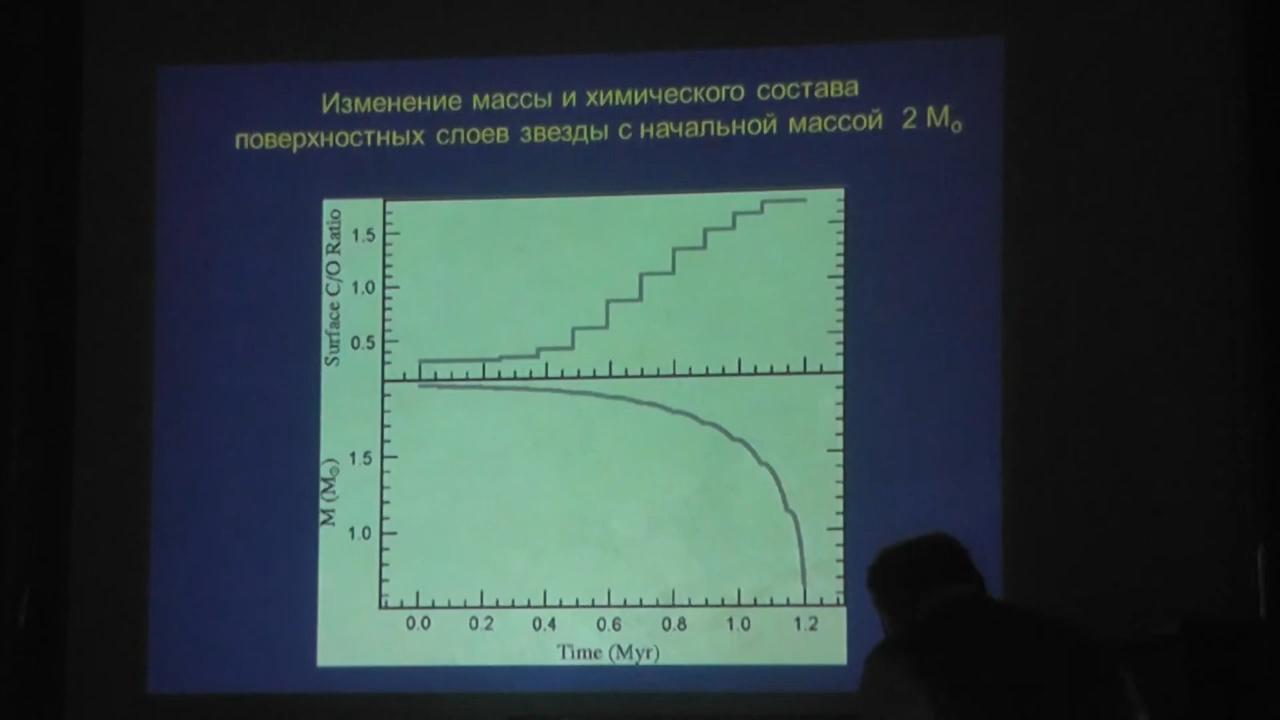 Изменение массы и химического состава
поверхностных слоев звезды с начальной массой 2 M☉
Surface C/O Ratio
1.5
1.0
0.5
M (M☉)
1.5
1.0
0.0 0.2 0.4 0.6 0.8 1.0 1.2
Time (Myr)